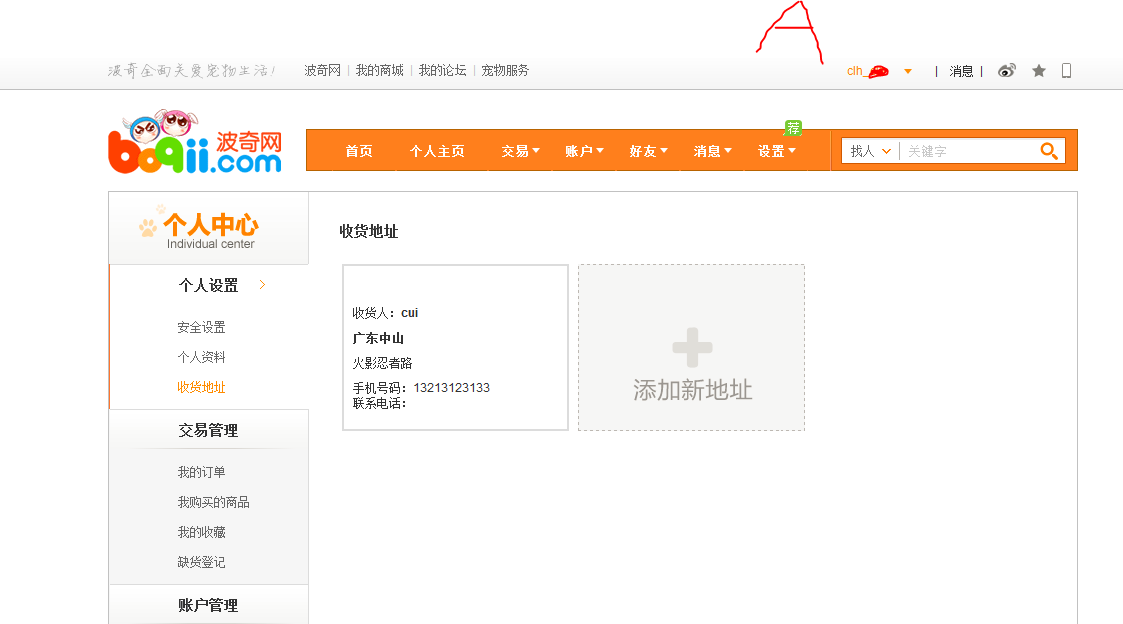 A
波奇全面关爱宠物生活!
波奇网 | 我的商城 | 我的论坛 | 宠物服务
clh_
| 消息 |
boqii.com 波奇网
荐
首页 个人主页 交易 账户 好友 消息 设置
找人 关键字
个人中心
Individual center
个人设置
安全设置
个人资料
收货地址
交易管理
我的订单
我购买的商品
我的收藏
缺货登记
账户管理
收货地址
收货人：cui
广东中山
火影忍者路
手机号码：13213123133
联系电话：
添加新地址